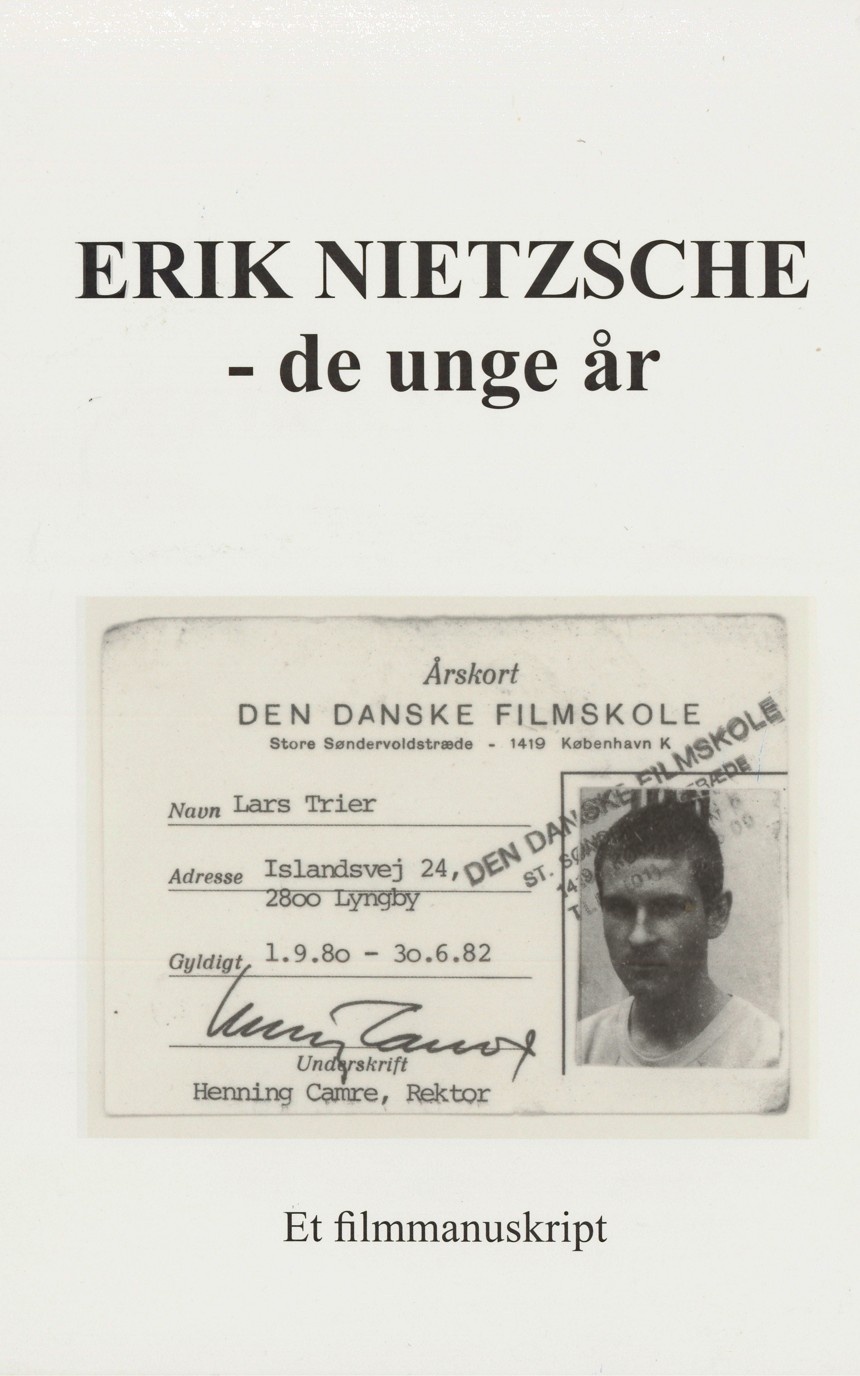 ERIK NIETZSCHE
- de unge år
Årskort
DEN DANSKE FILMSKOLE
Store Søndervoldstræde - 1419 København K
Navn Lars Trier
Adresse Islandsvej 24,
2800 Lyngby
Gyldigt 1.9.80 - 30.6.82
Underskrift
Henning Camre, Rektor
DEN DANSKE FILMSKOLE
ST.
Et filmmanuskript